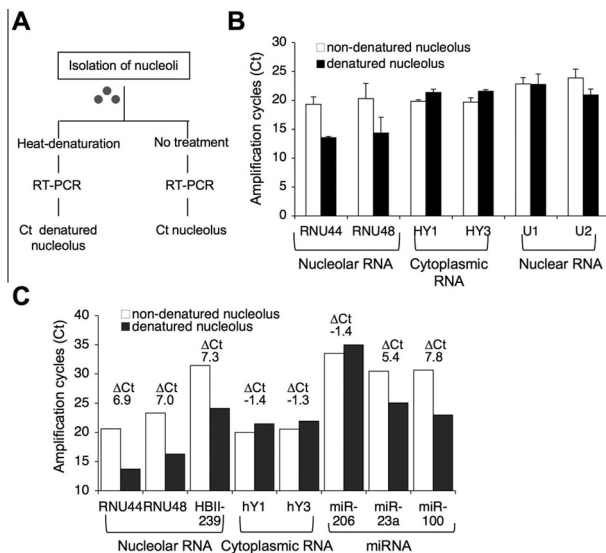 A
Isolation of nucleoli
Heat-denaturation No treatment
RT-PCR RT-PCR
Ct denatured nucleolus Ct nucleolus
B
Amplification cycles (Ct)
non-denatured nucleolus
denatured nucleolus
30
25
20
15
10
5
0
RNU44 RNU48 HY1 HY3 U1 U2
Nucleolar RNA Cytoplasmic RNA Nuclear RNA
C
Amplification cycles (Ct)
non-denatured nucleolus
denatured nucleolus
40
35
30
25
20
15
10
ΔCt 6.9
ΔCt 7.0
ΔCt 7.3
ΔCt -1.4
ΔCt -1.3
ΔCt -1.4
ΔCt 5.4
ΔCt 7.8
RNU44 RNU48 HBII-239 hY1 hY3 miR-206 miR-23a miR-100
Nucleolar RNA Cytoplasmic RNA miRNA